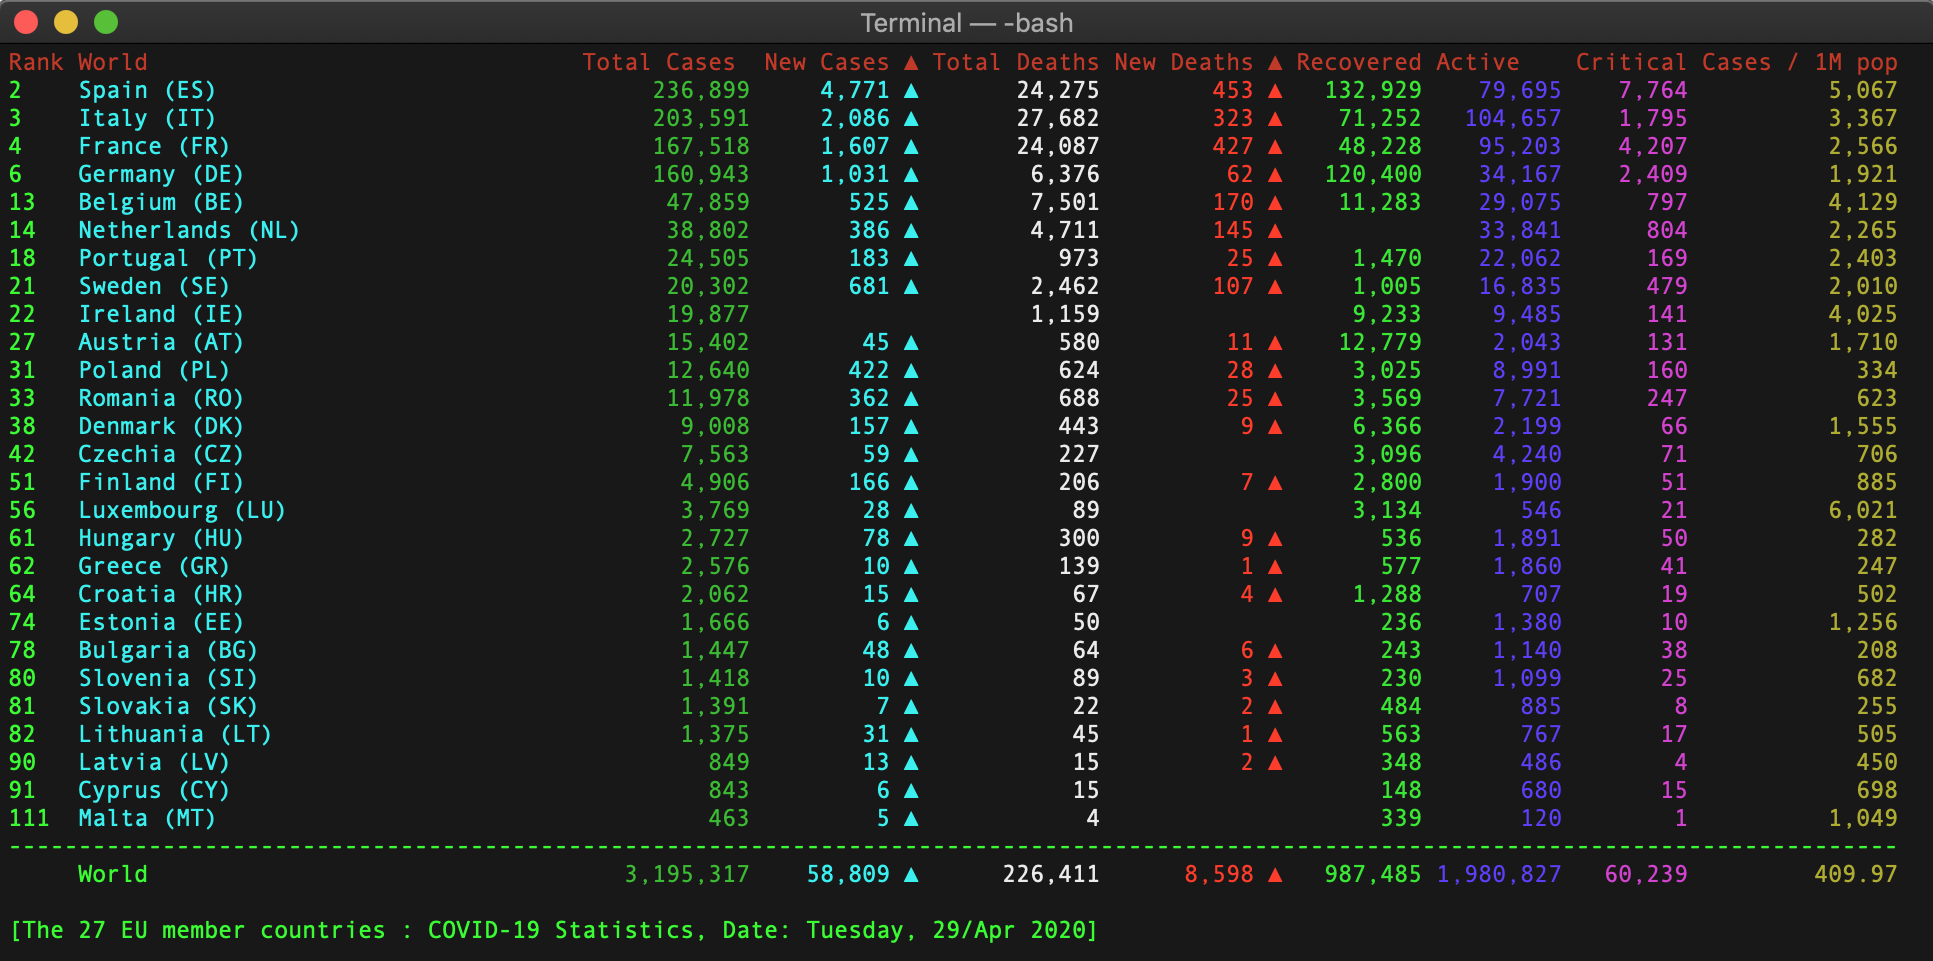 Terminal — -bash
Rank World Total Cases New Cases ▲ Total Deaths New Deaths ▲ Recovered Active Critical Cases / 1M pop
2 Spain (ES) 236,899 4,771 ▲ 24,275 453 ▲ 132,929 79,695 7,764 5,067
3 Italy (IT) 203,591 2,086 ▲ 27,682 323 ▲ 71,252 104,657 1,795 3,367
4 France (FR) 167,518 1,607 ▲ 24,087 427 ▲ 48,228 95,203 4,207 2,566
6 Germany (DE) 160,943 1,031 ▲ 6,376 62 ▲ 120,400 34,167 2,409 1,921
13 Belgium (BE) 47,859 525 ▲ 7,501 170 ▲ 11,283 29,075 797 4,129
14 Netherlands (NL) 38,802 386 ▲ 4,711 145 ▲ 33,841 804 2,265
18 Portugal (PT) 24,505 183 ▲ 973 25 ▲ 1,470 22,062 169 2,403
21 Sweden (SE) 20,302 681 ▲ 2,462 107 ▲ 1,005 16,835 479 2,010
22 Ireland (IE) 19,877 1,159 9,233 9,485 141 4,025
27 Austria (AT) 15,402 45 ▲ 580 11 ▲ 12,779 2,043 131 1,710
31 Poland (PL) 12,640 422 ▲ 624 28 ▲ 3,025 8,991 160 334
33 Romania (RO) 11,978 362 ▲ 688 25 ▲ 3,569 7,721 247 623
38 Denmark (DK) 9,008 157 ▲ 443 9 ▲ 6,366 2,199 66 1,555
42 Czechia (CZ) 7,563 59 ▲ 227 3,096 4,240 71 706
51 Finland (FI) 4,906 166 ▲ 206 7 ▲ 2,800 1,900 51 885
56 Luxembourg (LU) 3,769 28 ▲ 89 3,134 546 21 6,021
61 Hungary (HU) 2,727 78 ▲ 300 9 ▲ 536 1,891 50 282
62 Greece (GR) 2,576 10 ▲ 139 1 ▲ 577 1,860 41 247
64 Croatia (HR) 2,062 15 ▲ 67 4 ▲ 1,288 707 19 502
74 Estonia (EE) 1,666 6 ▲ 50 236 1,380 10 1,256
78 Bulgaria (BG) 1,447 48 ▲ 64 6 ▲ 243 1,140 38 208
80 Slovenia (SI) 1,418 10 ▲ 89 3 ▲ 230 1,099 25 682
81 Slovakia (SK) 1,391 7 ▲ 22 2 ▲ 484 885 8 255
82 Lithuania (LT) 1,375 31 ▲ 45 1 ▲ 563 767 17 505
90 Latvia (LV) 849 13 ▲ 15 2 ▲ 348 486 4 450
91 Cyprus (CY) 843 6 ▲ 15 148 680 15 698
111 Malta (MT) 463 5 ▲ 4 339 120 1 1,049
World 3,195,317 58,809 ▲ 226,411 8,598 ▲ 987,485 1,980,827 60,239 409.97
[The 27 EU member countries : COVID-19 Statistics, Date: Tuesday, 29/Apr 2020]